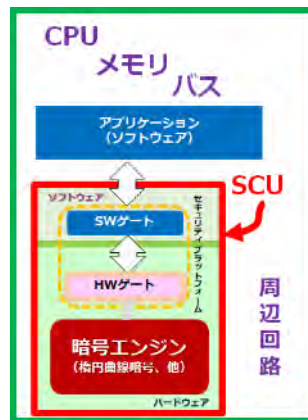 CPU
メモリ
バス
アプリケーション
(ソフトウェア)
SCU
ソフトウェア
セキュリティプラットフォーム
SWゲート
HWゲート
周辺回路
暗号エンジン
(楕円曲線暗号、他)
ハードウェア